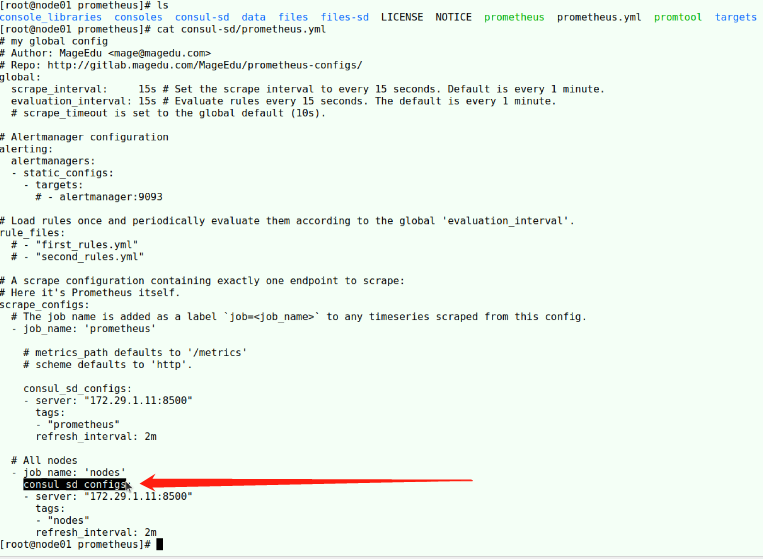 [root@node01 prometheus]# ls
console_libraries  consoles  consul-sd  data  files  files-sd  LICENSE  NOTICE  prometheus  prometheus.yml  promtool  targets
[root@node01 prometheus]# cat consul-sd/prometheus.yml
# my global config
# Author: MageEdu <mage@magedu.com>
# Repo: http://gitlab.magedu.com/MageEdu/prometheus-configs/
global:
  scrape_interval:     15s # Set the scrape interval to every 15 seconds. Default is every 1 minute.
  evaluation_interval: 15s # Evaluate rules every 15 seconds. The default is every 1 minute.
  # scrape_timeout is set to the global default (10s).

# Alertmanager configuration
alerting:
  alertmanagers:
  - static_configs:
    - targets:
      # - alertmanager:9093

# Load rules once and periodically evaluate them according to the global 'evaluation_interval'.
rule_files:
  # - "first_rules.yml"
  # - "second_rules.yml"

# A scrape configuration containing exactly one endpoint to scrape:
# Here it's Prometheus itself.
scrape_configs:
  # The job name is added as a label `job=<job_name>` to any timeseries scraped from this config.
  - job_name: 'prometheus'

    # metrics_path defaults to '/metrics'
    # scheme defaults to 'http'.

    consul_sd_configs:
    - server: "172.29.1.11:8500"
      tags:
      - "prometheus"
      refresh_interval: 2m

  # All nodes
  - job_name: 'nodes'
    consul_sd_configs:
    - server: "172.29.1.11:8500"
      tags:
      - "nodes"
      refresh_interval: 2m
[root@node01 prometheus]#